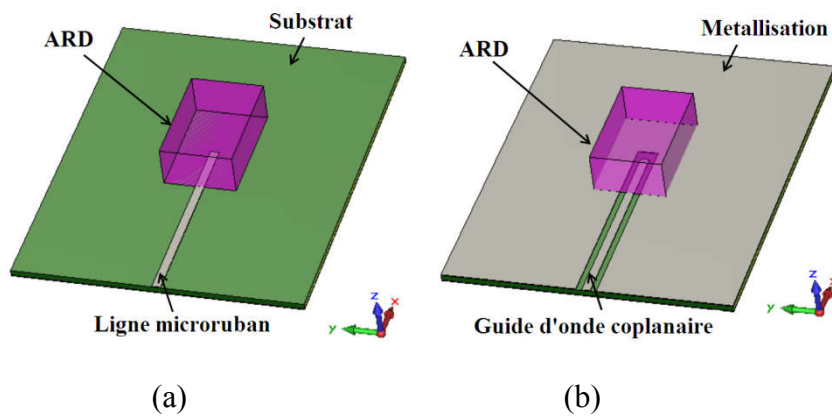 Substrat
ARD
Ligne microruban
z
x
y
(a)
Metallisation
ARD
Guide d'onde coplanaire
z
x
y
(b)